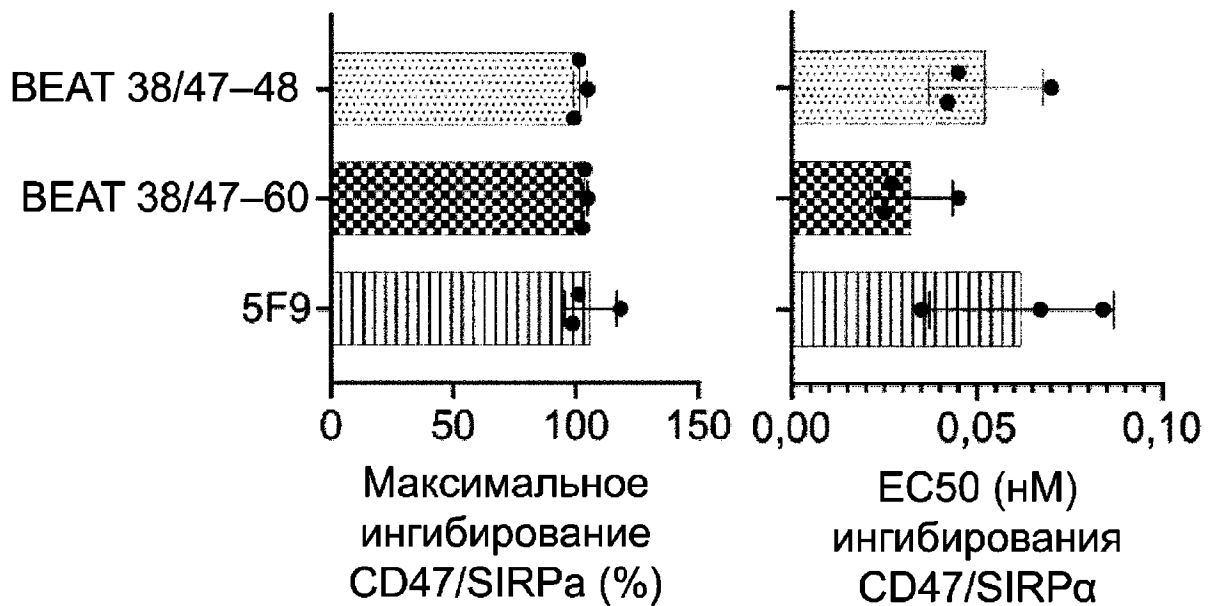 BEAT 38/47–48
BEAT 38/47–60
5F9
0 50 100 150
0,00 0,05 0,10
Максимальное
ингибирование
CD47/SIRPa (%)
EC50 (нМ)
ингибирования
CD47/SIRPα